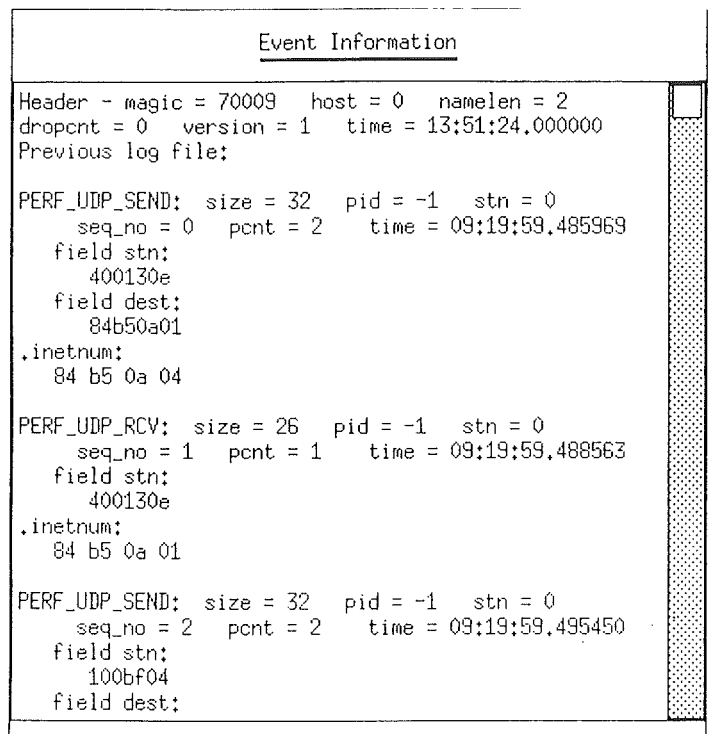 Event Information
Header - magic = 70009 host = 0 namelen = 2
dropcnt = 0 version = 1 time = 13:51:24.000000
Previous log file:
PERF_UDP_SEND: size = 32 pid = -1 stn = 0
seq_no = 0 pcnt = 2 time = 09:19:59.485969
field stn:
400130e
field dest:
84b50a01
.inetnum:
84 b5 0a 04
PERF_UDP_RCV: size = 26 pid = -1 stn = 0
seq_no = 1 pcnt = 1 time = 09:19:59.488563
field stn:
400130e
.inetnum:
84 b5 0a 01
PERF_UDP_SEND: size = 32 pid = -1 stn = 0
seq_no = 2 pcnt = 2 time = 09:19:59.495450
field stn:
100bf04
field dest: